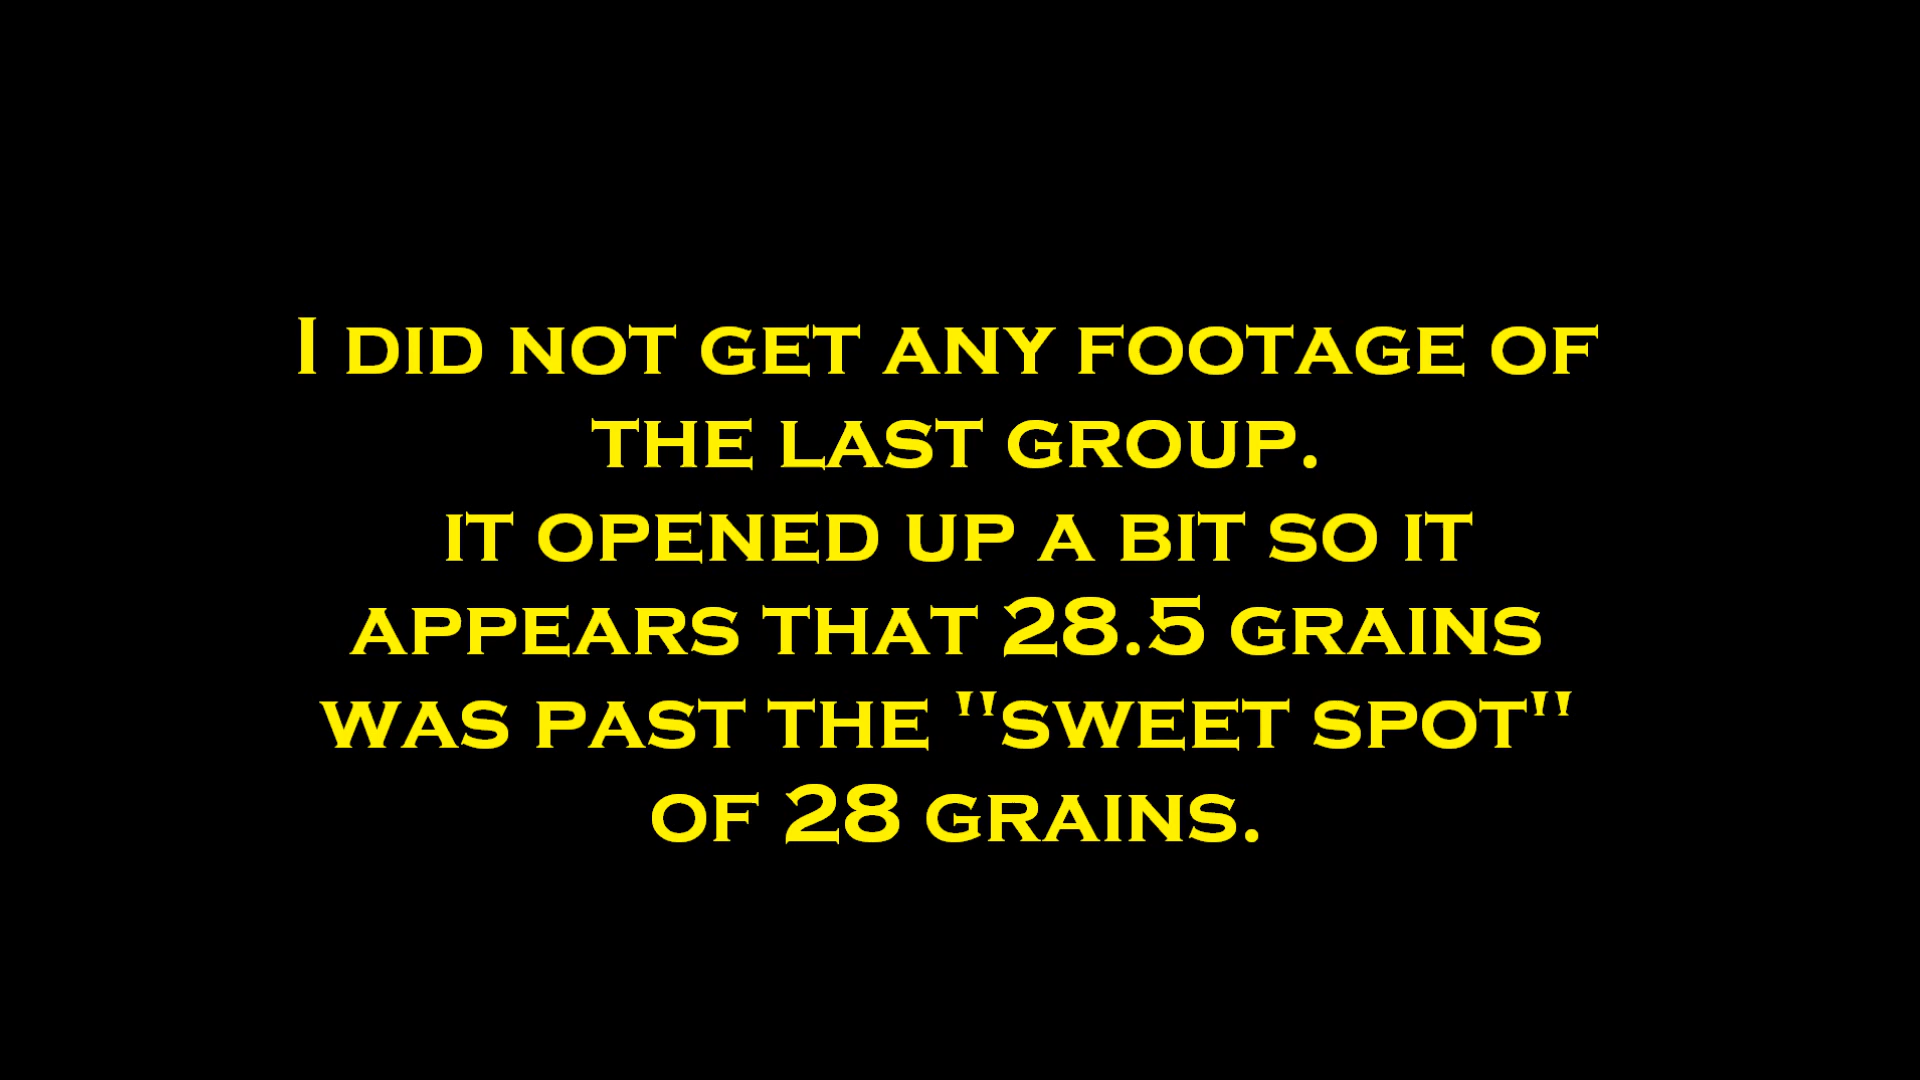 I did not get any footage of
the last group.
it opened up a bit so it
appears that 28.5 grains
was past the "sweet spot"
of 28 grains.